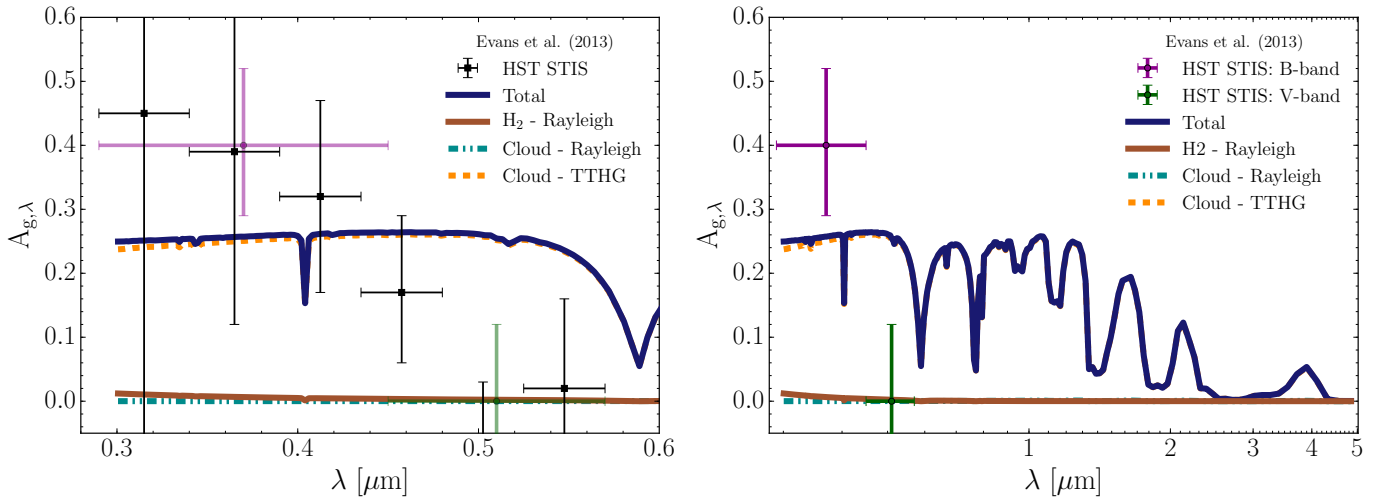 0.6
0.5
0.4
0.3
0.2
0.1
0.0
A_{g,λ}
Evans et al. (2013)
HST STIS
Total
H₂ - Rayleigh
Cloud - Rayleigh
Cloud - TTHG
0.3 0.4 0.5 0.6
λ [μm]
0.6
0.5
0.4
0.3
0.2
0.1
0.0
A_{g,λ}
Evans et al. (2013)
HST STIS: B-band
HST STIS: V-band
Total
H2 - Rayleigh
Cloud - Rayleigh
Cloud - TTHG
1 2 3 4 5
λ [μm]